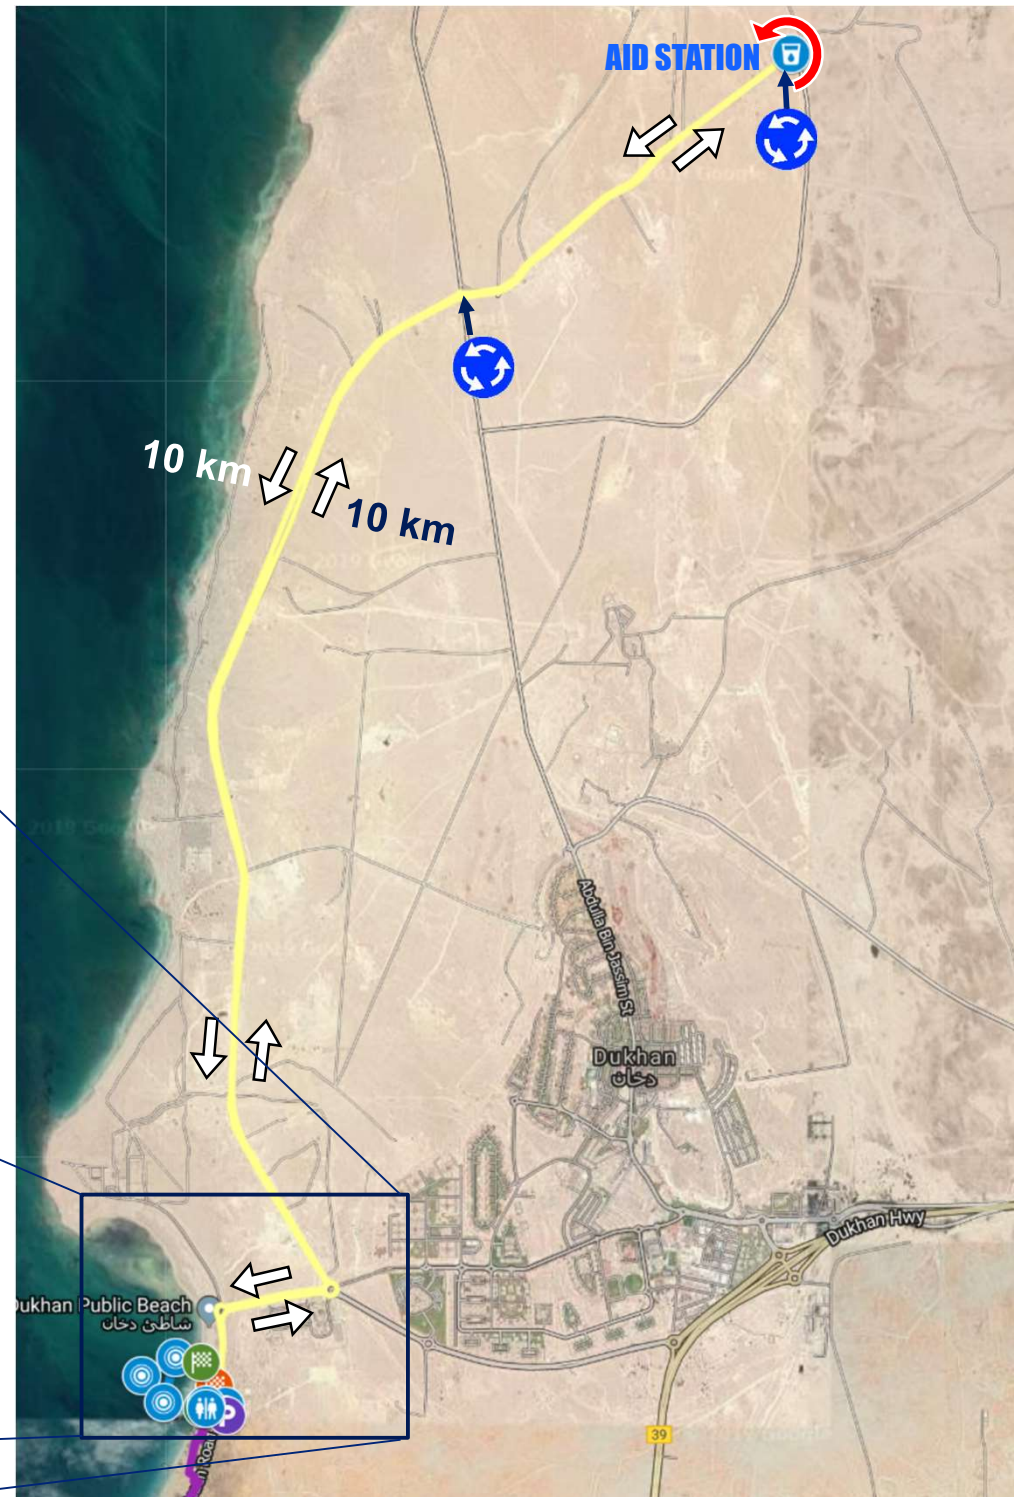 AID STATION
10 km
10 km
Abdulla Bin Jassim St
Dukhan
دخان
Dukhan Hwy
Dukhan Public Beach
شاطئ دخان
P
39